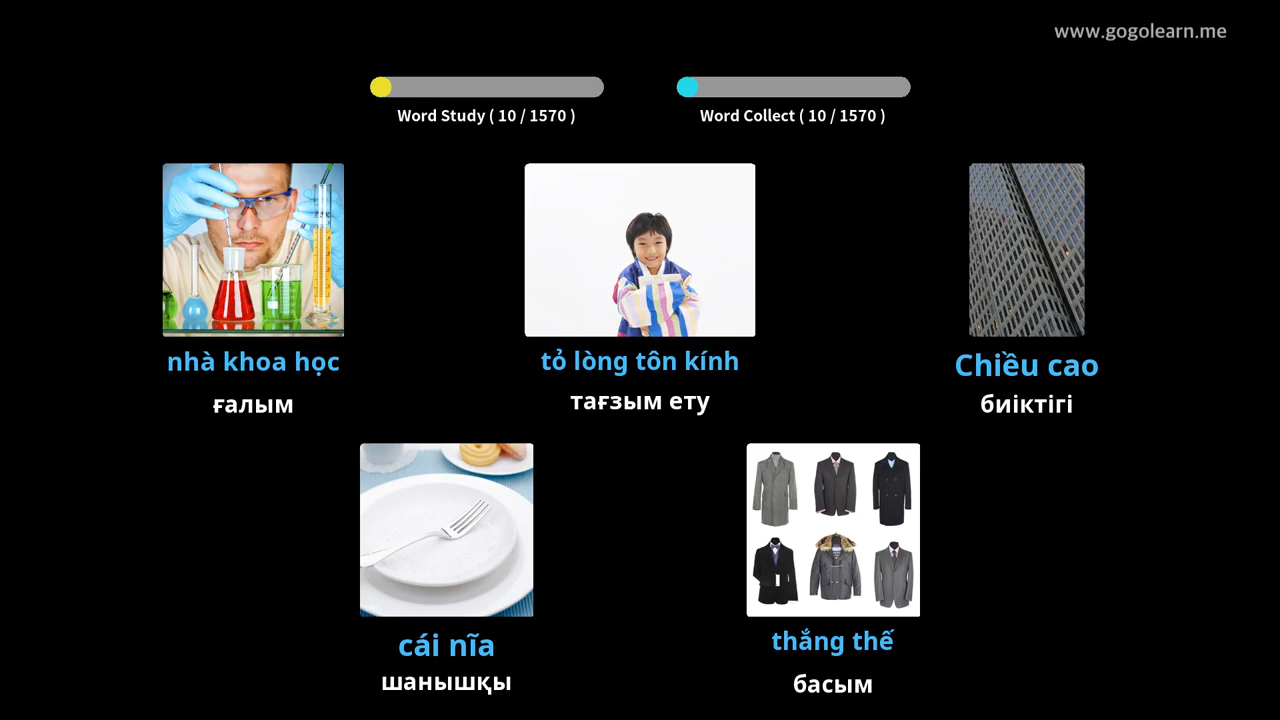 www.gogolearn.me
Word Study ( 10 / 1570 )
Word Collect ( 10 / 1570 )
nhà khoa học
ғалым
tỏ lòng tôn kính
тағзым ету
Chiều cao
биіктігі
cái nĩa
шанышқы
thắng thế
басым